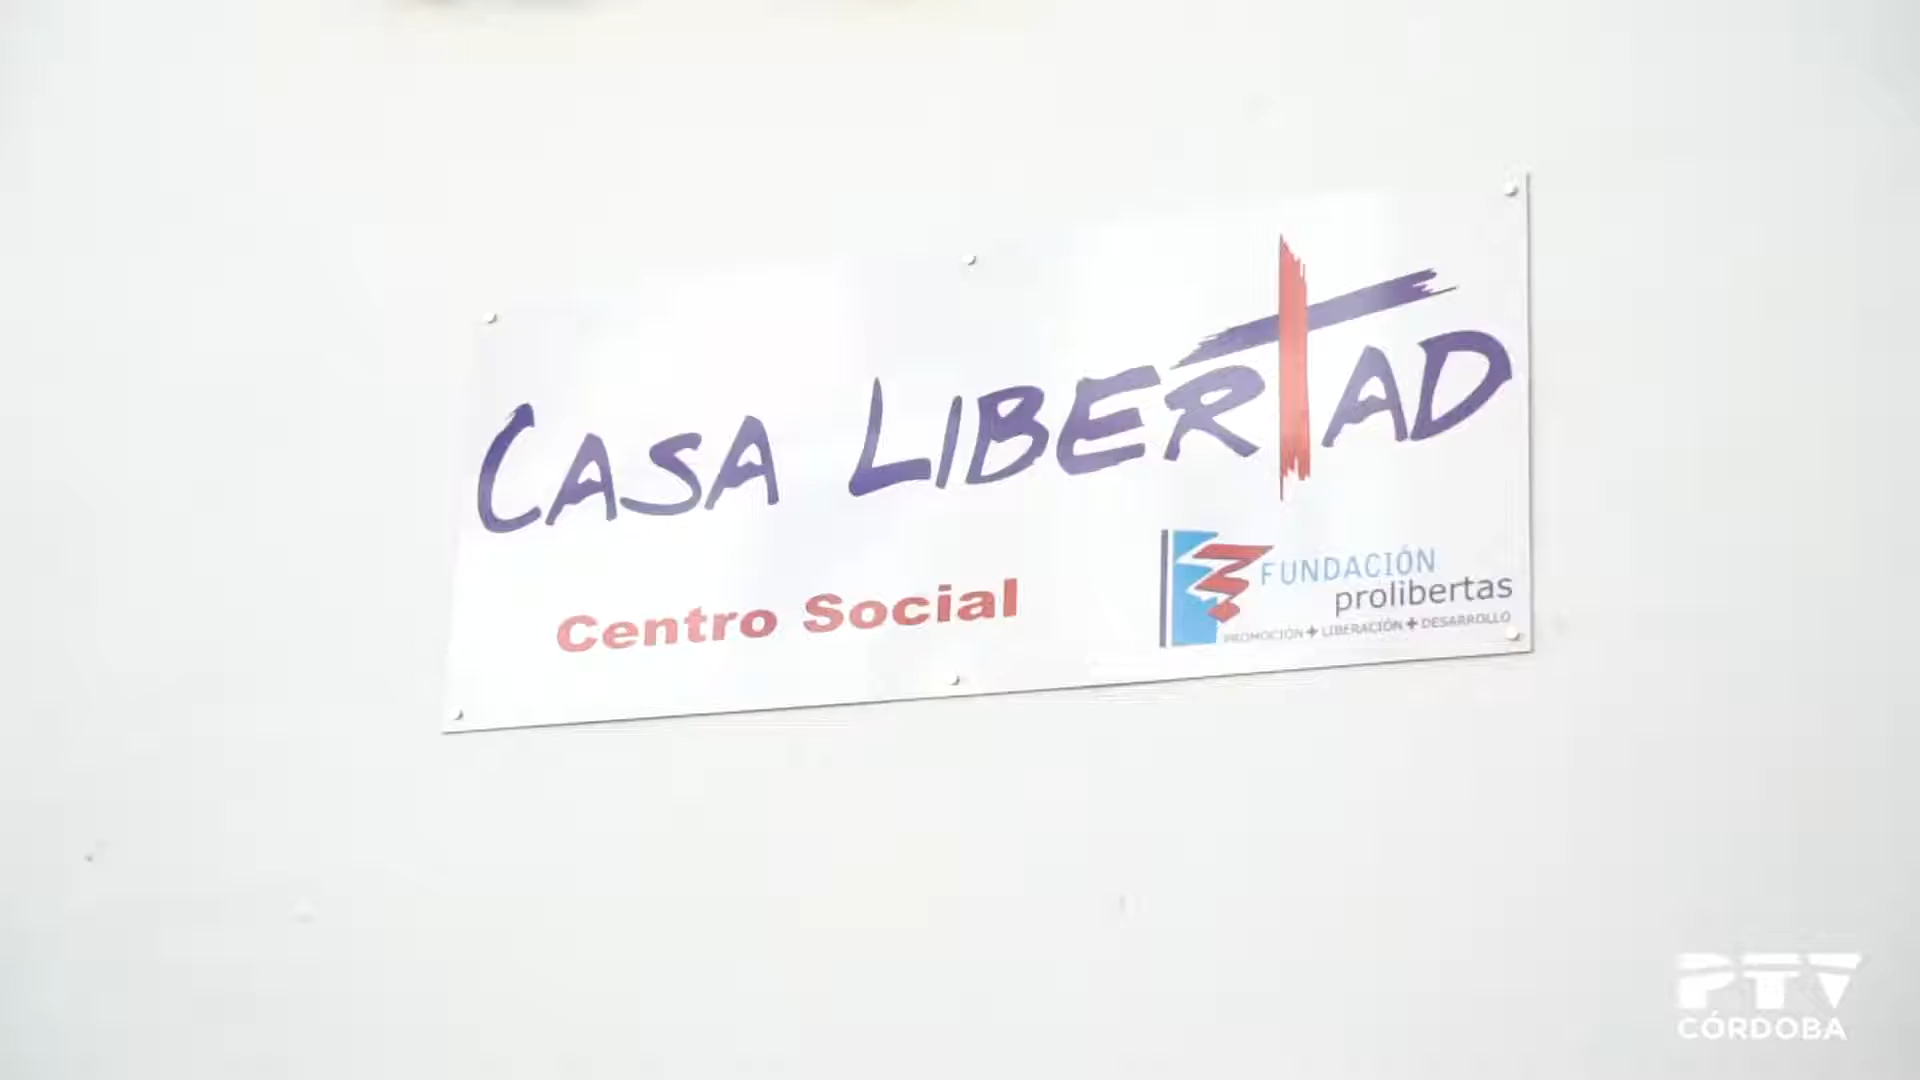 CASA LIBERTAD
Centro Social
FUNDACIÓN
prolibertas
PROMOCIÓN + LIBERACIÓN + DESARROLLO
PTV
CÓRDOBA